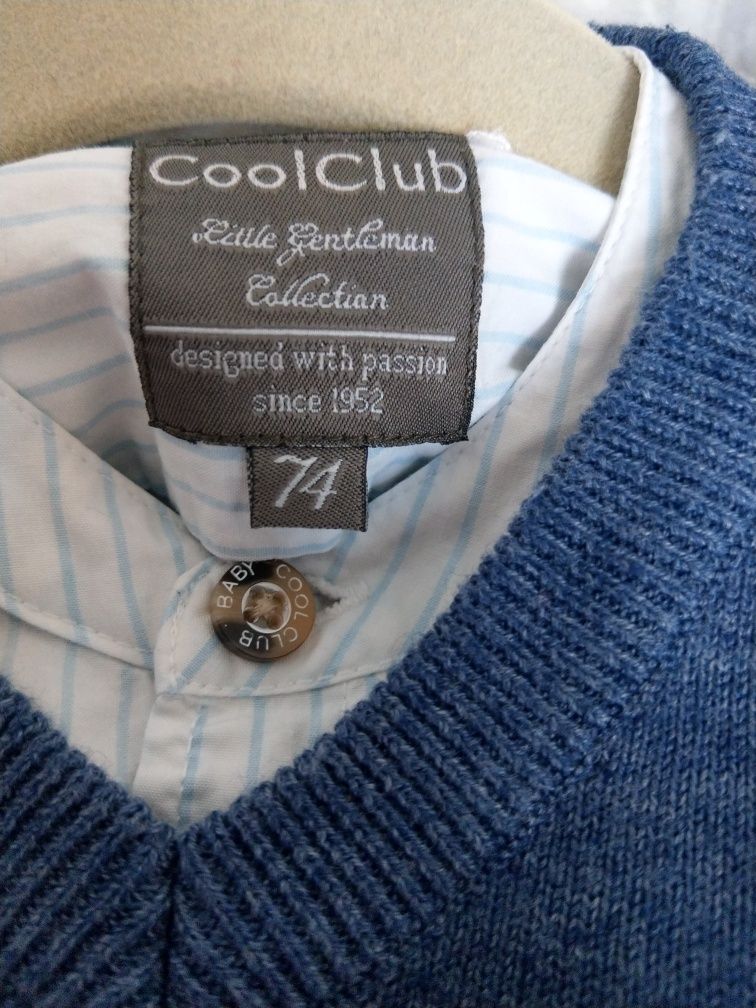 CoolClub
Little Gentleman
Collection
designed with passion
since 1952
74
BABY COOL CLUB